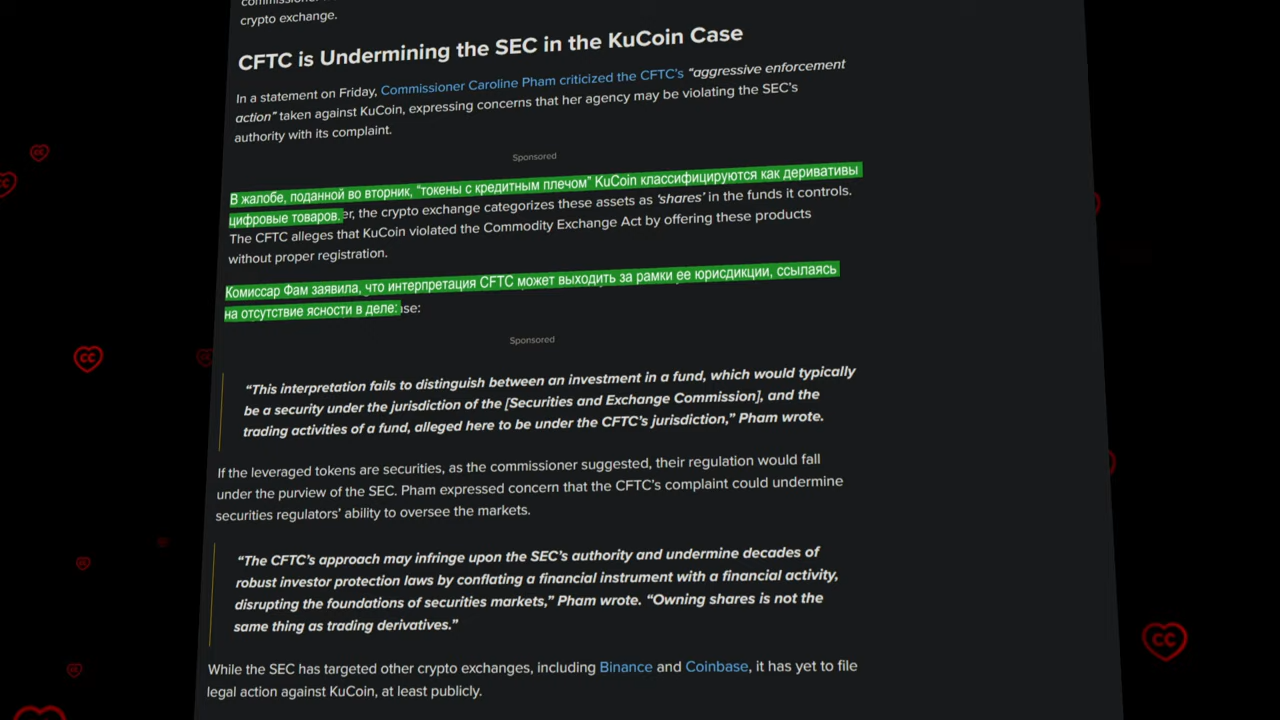 crypto exchange.
CFTC is Undermining the SEC in the KuCoin Case
In a statement on Friday, Commissioner Caroline Pham criticized the CFTC's "aggressive enforcement
action" taken against KuCoin, expressing concerns that her agency may be violating the SEC's
authority with its complaint.
Sponsored
В жалобе, поданной во вторник, "токены с кредитным плечом" KuCoin классифицируются как деривативы
цифровые товаров. er, the crypto exchange categorizes these assets as 'shares' in the funds it controls.
The CFTC alleges that KuCoin violated the Commodity Exchange Act by offering these products
without proper registration.
Комиссар Фам заявила, что интерпретация CFTC может выходить за рамки ее юрисдикции, ссылаясь
на отсутствие ясности в деле: ase:
Sponsored
"This interpretation fails to distinguish between an investment in a fund, which would typically
be a security under the jurisdiction of the [Securities and Exchange Commission], and the
trading activities of a fund, alleged here to be under the CFTC's jurisdiction," Pham wrote.
If the leveraged tokens are securities, as the commissioner suggested, their regulation would fall
under the purview of the SEC. Pham expressed concern that the CFTC's complaint could undermine
securities regulators' ability to oversee the markets.
"The CFTC's approach may infringe upon the SEC's authority and undermine decades of
robust investor protection laws by conflating a financial instrument with a financial activity,
disrupting the foundations of securities markets," Pham wrote. "Owning shares is not the
same thing as trading derivatives."
While the SEC has targeted other crypto exchanges, including Binance and Coinbase, it has yet to file
legal action against KuCoin, at least publicly.